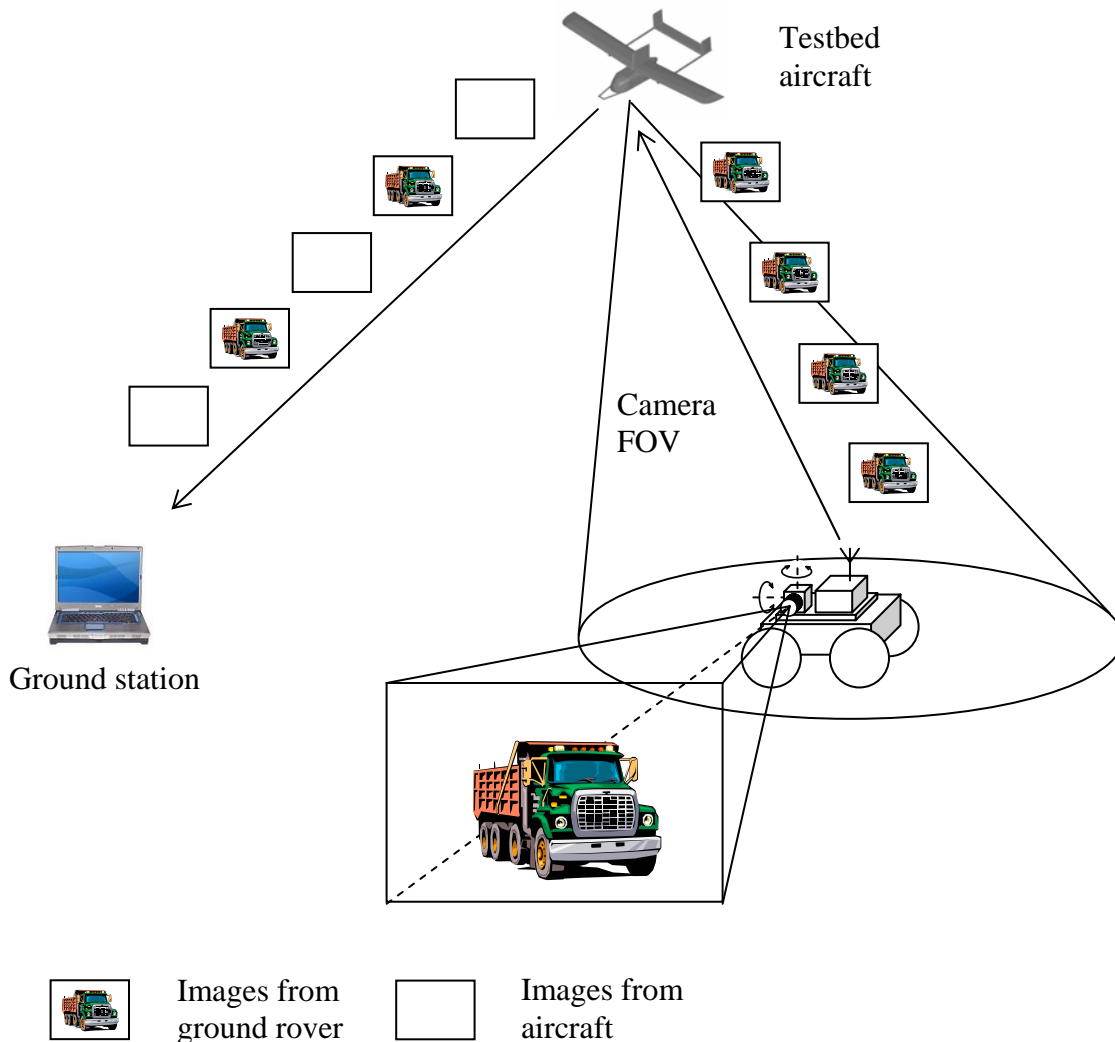 Testbed
aircraft
Camera
FOV
Ground station
Images from
ground rover
Images from
aircraft